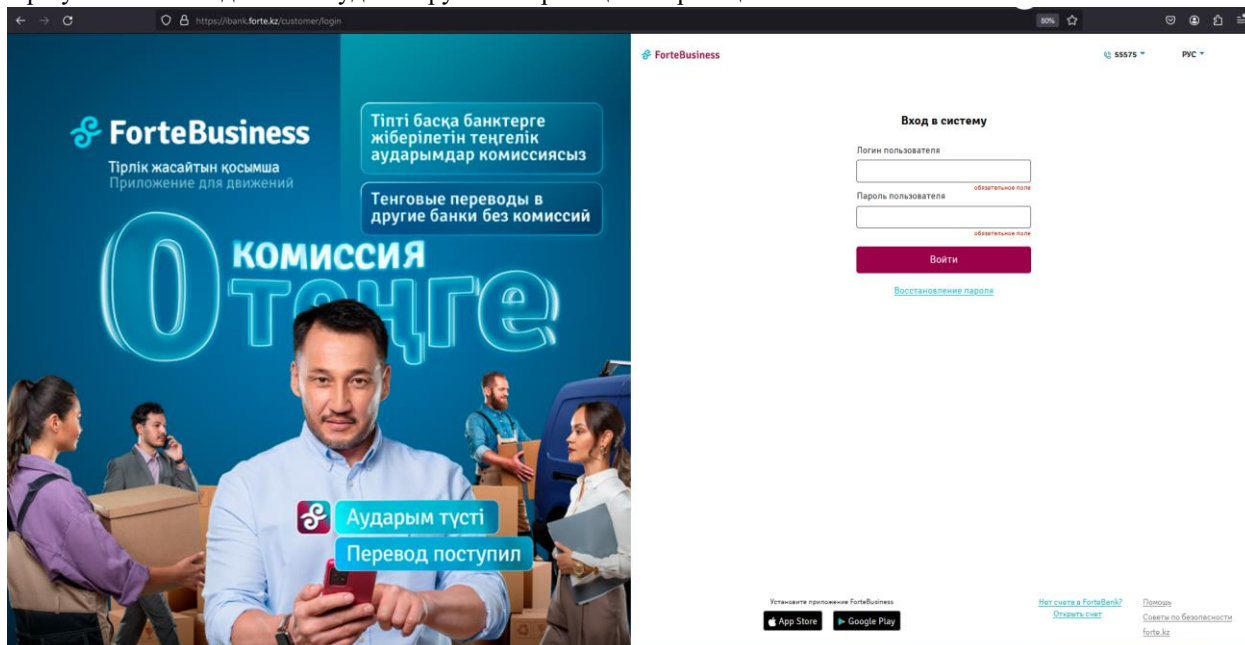 https://ibank.forte.kz/customer/login
80%
ForteBusiness
Тірлік жасайтын қосымша
Приложение для движений
Тіпті басқа банктерге
жіберілетін теңгелік
аударымдар комиссиясыз
Тенговые переводы в
другие банки без комиссий
0 комиссия
теңге
Аударым түсті
Перевод поступил
ForteBusiness
55575
РУС
Вход в систему
Логин пользователя
обязательное поле
Пароль пользователя
обязательное поле
Войти
Восстановление пароля
Установите приложение ForteBusiness
App Store
Google Play
Нет счета в ForteBank?
Открыть счет
Помощь
Советы по безопасности
forte.kz